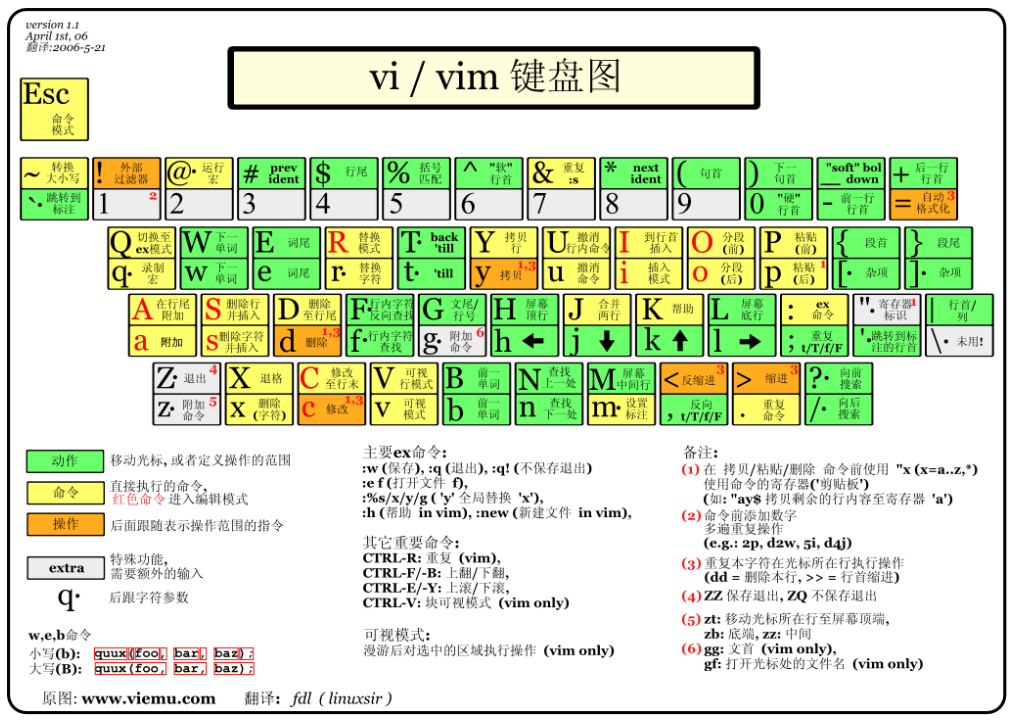 version 1.1
April 1st, 06
翻译:2006-5-21
vi / vim 键盘图
Esc
命令
模式
~ 转换
大小写
`· 跳转到
标注
! 外部
过滤器
1 2
@· 运行
宏
2
# prev
ident
3
$ 行尾
4
% 括号
匹配
5
^ "软"
行首
6
& 重复
:s
7
* next
ident
8
( 句首
9
) 下一
句首
0 "硬"
行首
"soft" bol
_ down
- 前一行
行首
+ 后一行
行首
= 自动 3
格式化
Q 切换至
ex模式
q· 录制
宏
W 下一
单词
w 下一
单词
E 词尾
e 词尾
R 替换
模式
r· 替换
字符
T· back
'till
t· 'till
Y 拷贝
行
y 拷贝 1,3
U 撤消
行内命令
u 撤消
命令
I 到行首
插入
i 插入
模式
O 分段
(前)
o 分段
(后)
P 粘贴
(前)
p 粘贴 1
(后)
{ 段首
[· 杂项
} 段尾
]· 杂项
A 在行尾
附加
a 附加
S 删除行
并插入
s 删除字符
并插入
D 删除
至行尾
d 删除 1,3
F· 行内字符
反向查找
f· 行内字符
查找
G 文尾/
行号
g· 附加 6
命令
H 屏幕
顶行
h ←
J 合并
两行
j ↓
K 帮助
k ↑
L 屏幕
底行
l →
: ex
命令
; 重复
t/T/f/F
"· 寄存器 1
标识
'· 跳转到标
注的行首
| 行首/
列
\· 未用!
Z· 退出 4
z· 附加 5
命令
X 退格
x 删除
(字符)
C 修改
至行末
c 修改 1,3
V 可视
行模式
v 可视
模式
B 前一
单词
b 前一
单词
N 查找
上一处
n 查找
下一处
M 屏幕
中间行
m· 设置
标注
< 反缩进 3
, 反向
t/T/f/F
> 缩进 3
. 重复
命令
?· 向前
搜索
/· 向后
搜索
动作 移动光标, 或者定义操作的范围
命令 直接执行的命令,
红色命令 进入编辑模式
操作 后面跟随表示操作范围的指令
extra 特殊功能,
需要额外的输入
q· 后跟字符参数
w,e,b命令
小写(b): quux(foo, bar, baz);
大写(B): quux(foo, bar, baz);
原图: www.viemu.com 翻译: fdl ( linuxsir )
主要ex命令:
:w (保存), :q (退出), :q! (不保存退出)
:e f (打开文件 f),
:%s/x/y/g ( 'y' 全局替换 'x'),
:h (帮助 in vim), :new (新建文件 in vim),
其它重要命令:
CTRL-R: 重复 (vim),
CTRL-F/-B: 上翻/下翻,
CTRL-E/-Y: 上滚/下滚,
CTRL-V: 块可视模式 (vim only)
可视模式:
漫游后对选中的区域执行操作 (vim only)
备注:
(1) 在 拷贝/粘贴/删除 命令前使用 "x (x=a..z,*)
使用命令的寄存器('剪贴板')
(如: "ay$ 拷贝剩余的行内容至寄存器 'a')
(2) 命令前添加数字
多遍重复操作
(e.g.: 2p, d2w, 5i, d4j)
(3) 重复本字符在光标所在行执行操作
(dd = 删除本行, >> = 行首缩进)
(4) ZZ 保存退出, ZQ 不保存退出
(5) zt: 移动光标所在行至屏幕顶端,
zb: 底端, zz: 中间
(6) gg: 文首 (vim only),
gf: 打开光标处的文件名 (vim only)